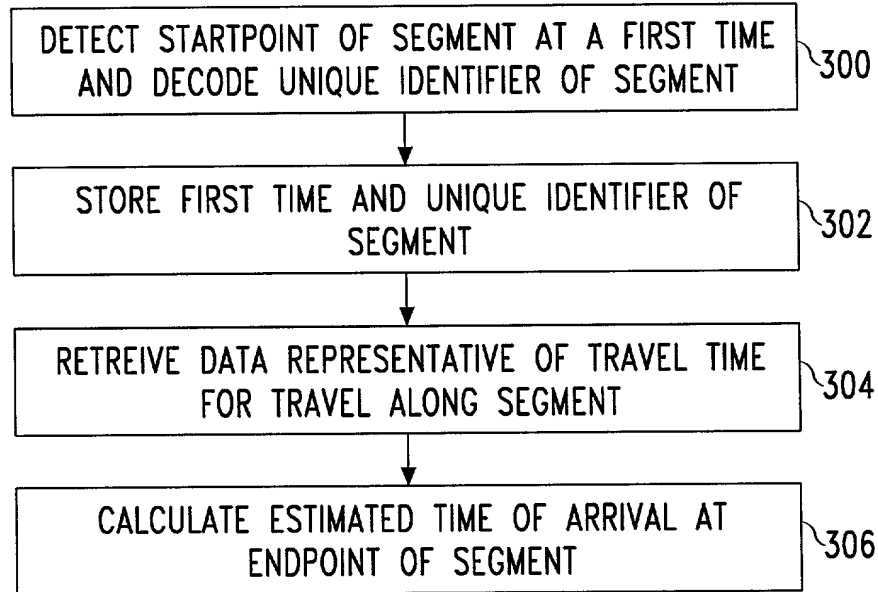 DETECT STARTPOINT OF SEGMENT AT A FIRST TIME
AND DECODE UNIQUE IDENTIFIER OF SEGMENT
300
STORE FIRST TIME AND UNIQUE IDENTIFIER OF
SEGMENT
302
RETREIVE DATA REPRESENTATIVE OF TRAVEL TIME
FOR TRAVEL ALONG SEGMENT
304
CALCULATE ESTIMATED TIME OF ARRIVAL AT
ENDPOINT OF SEGMENT
306